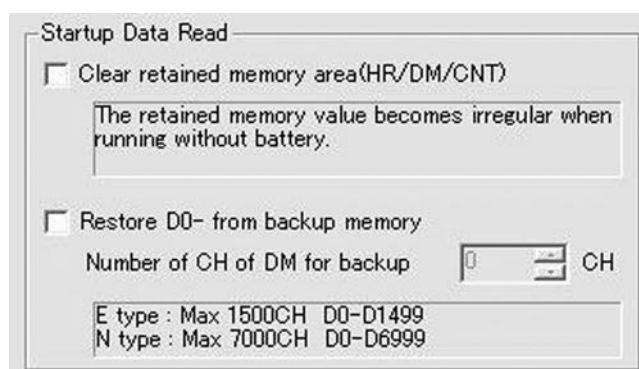 Startup Data Read
Clear retained memory area(HR/DM/CNT)
The retained memory value becomes irregular when
running without battery.
Restore D0- from backup memory
Number of CH of DM for backup 0 CH
E type : Max 1500CH D0-D1499
N type : Max 7000CH D0-D6999